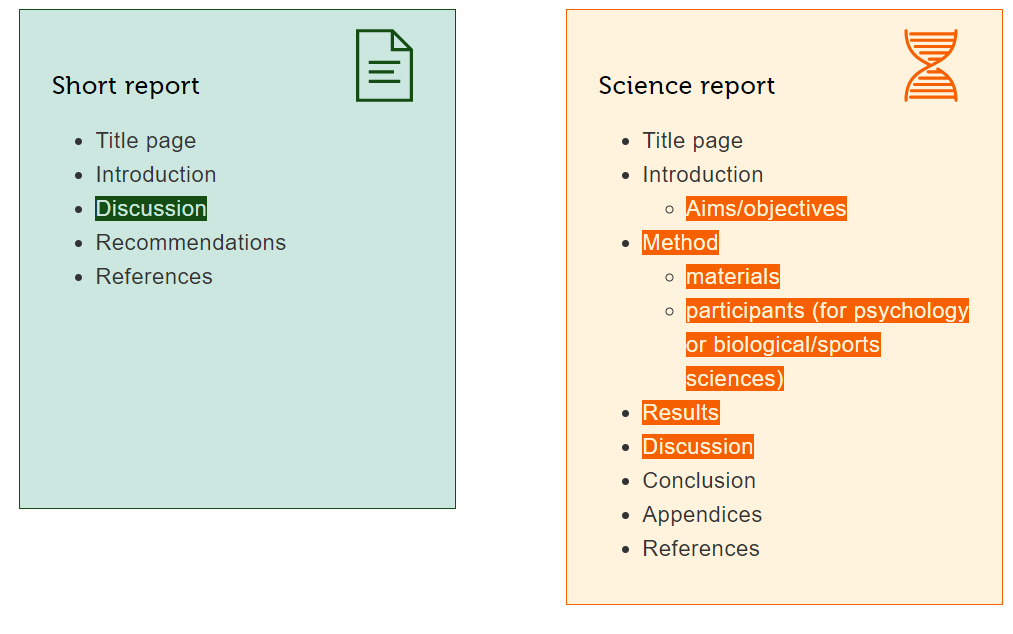 Short report
Title page
Introduction
Discussion
Recommendations
References
Science report
Title page
Introduction
Aims/objectives
Method
materials
participants (for psychology
or biological/sports
sciences)
Results
Discussion
Conclusion
Appendices
References